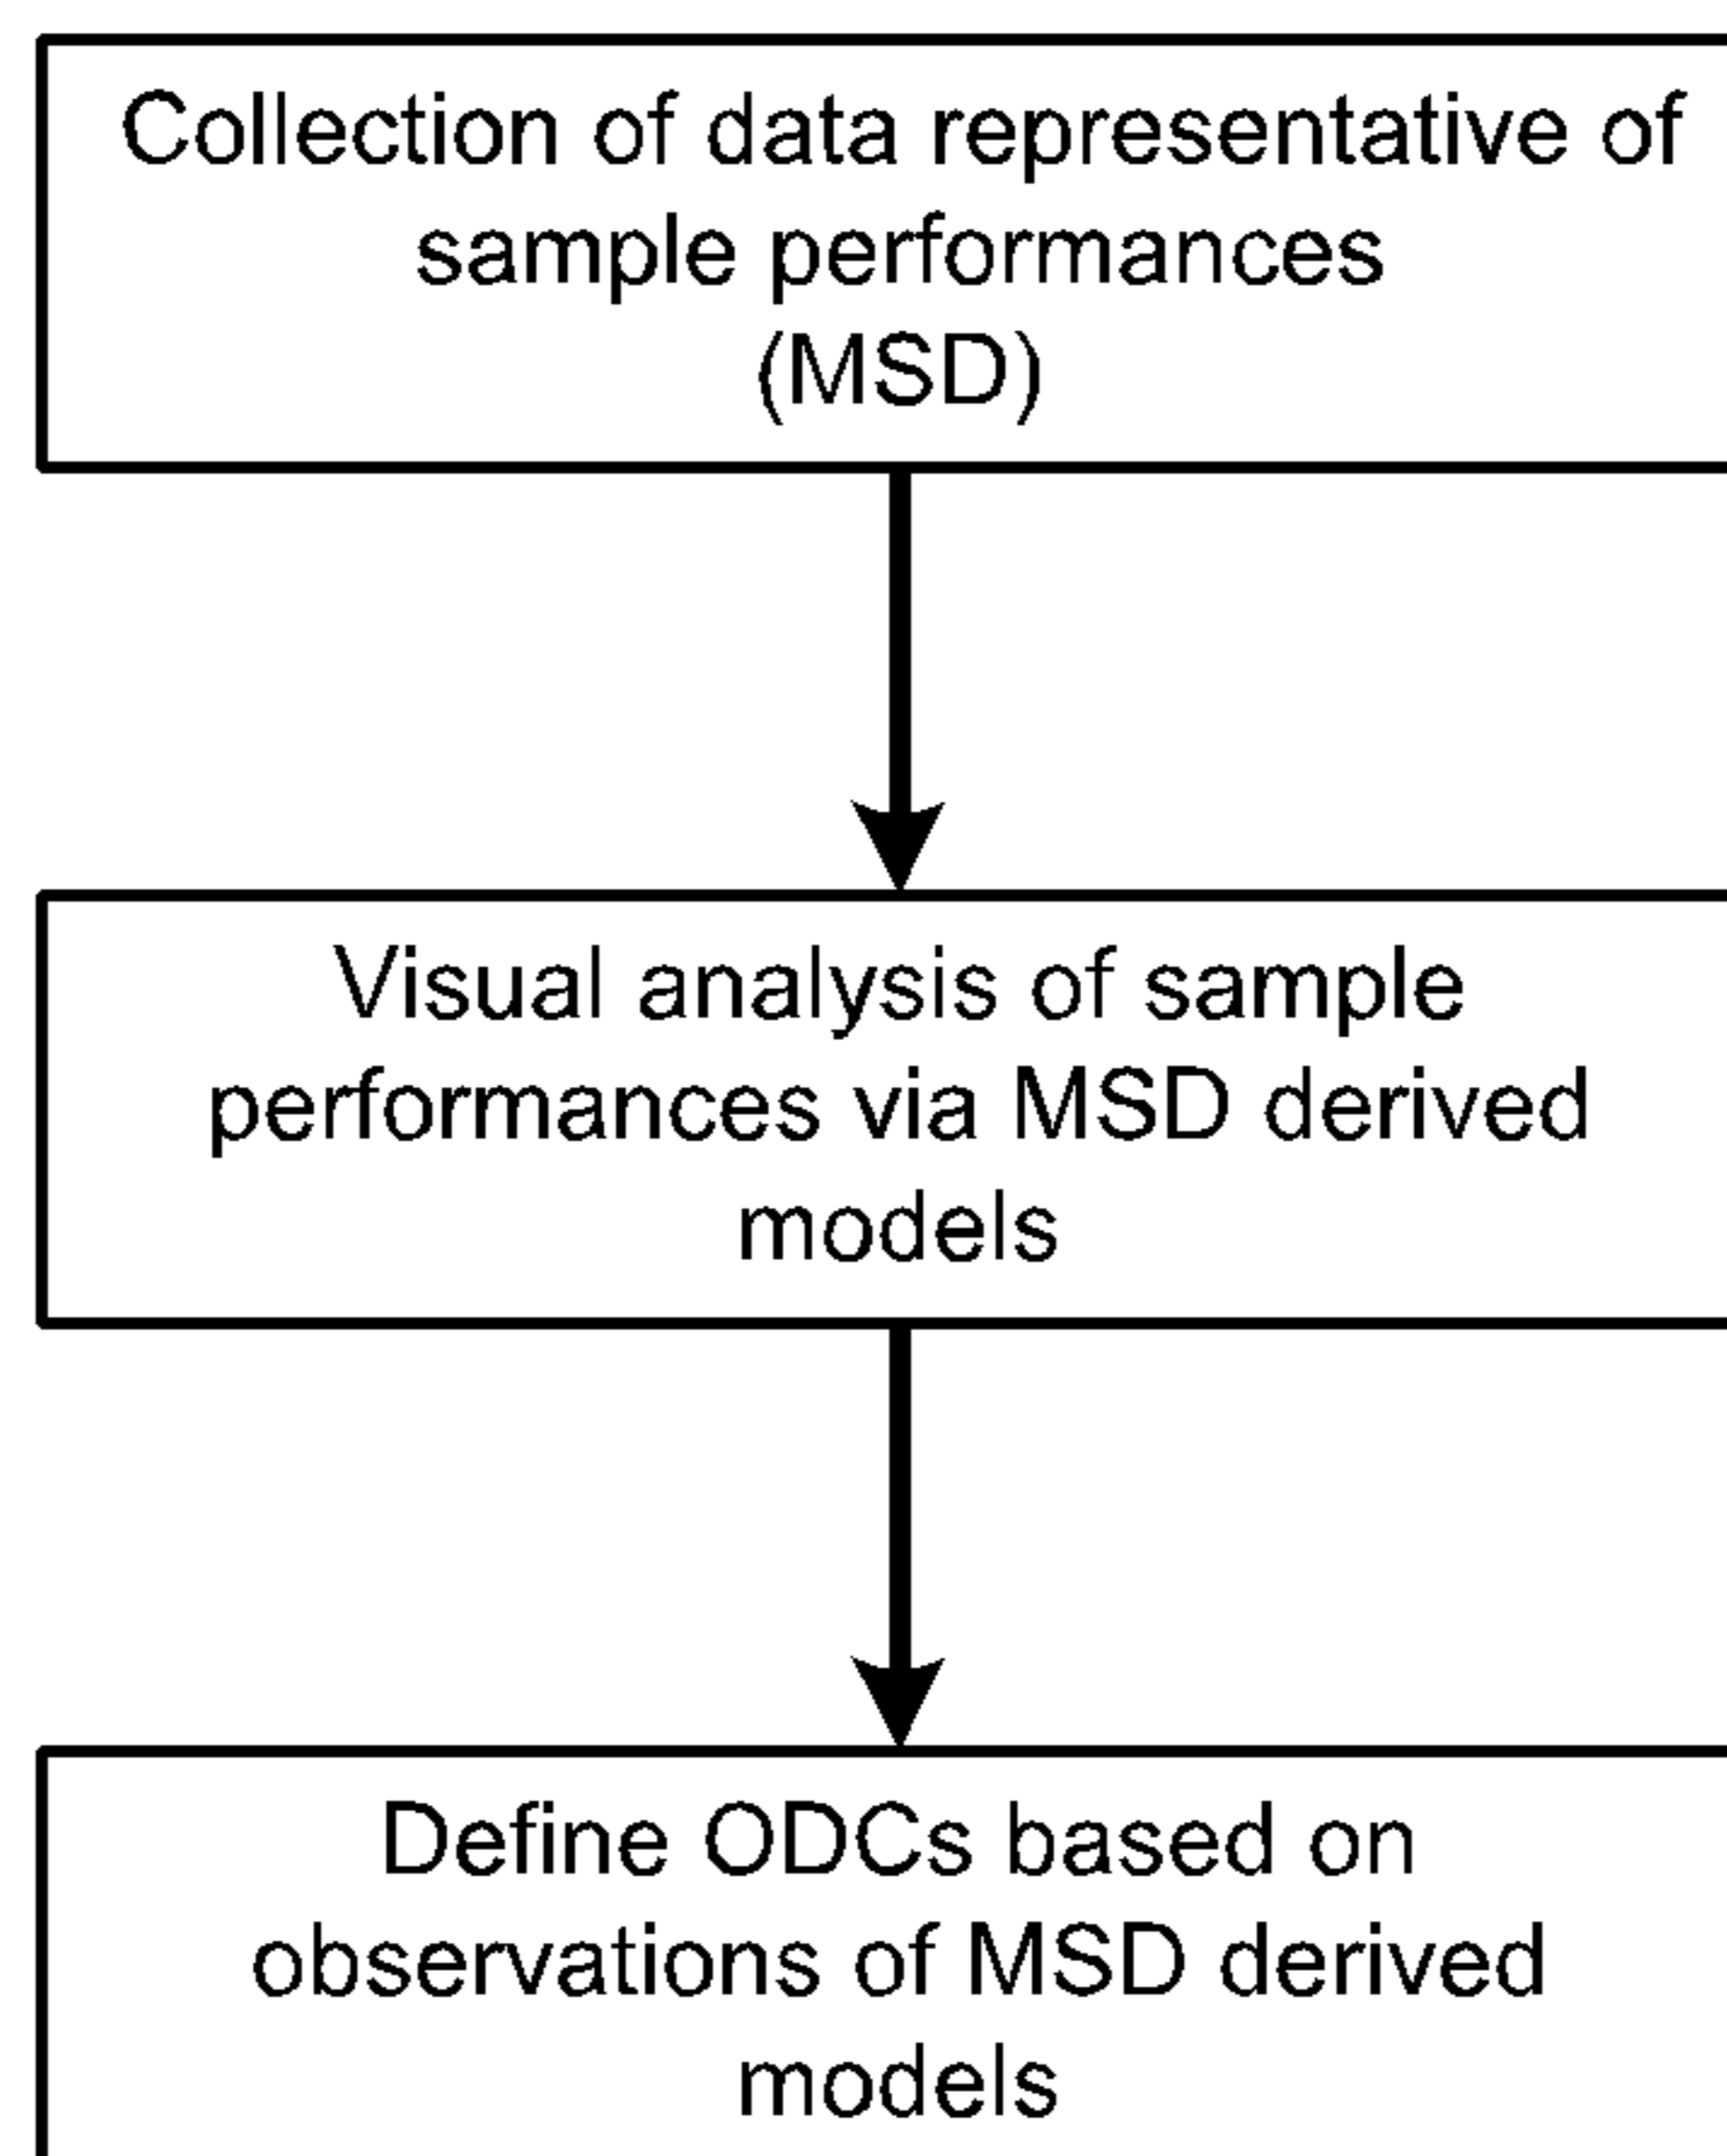 Collection of data representative of
sample performances
(MSD)
Visual analysis of sample
performances via MSD derived
models
Define ODCs based on
observations of MSD derived
models